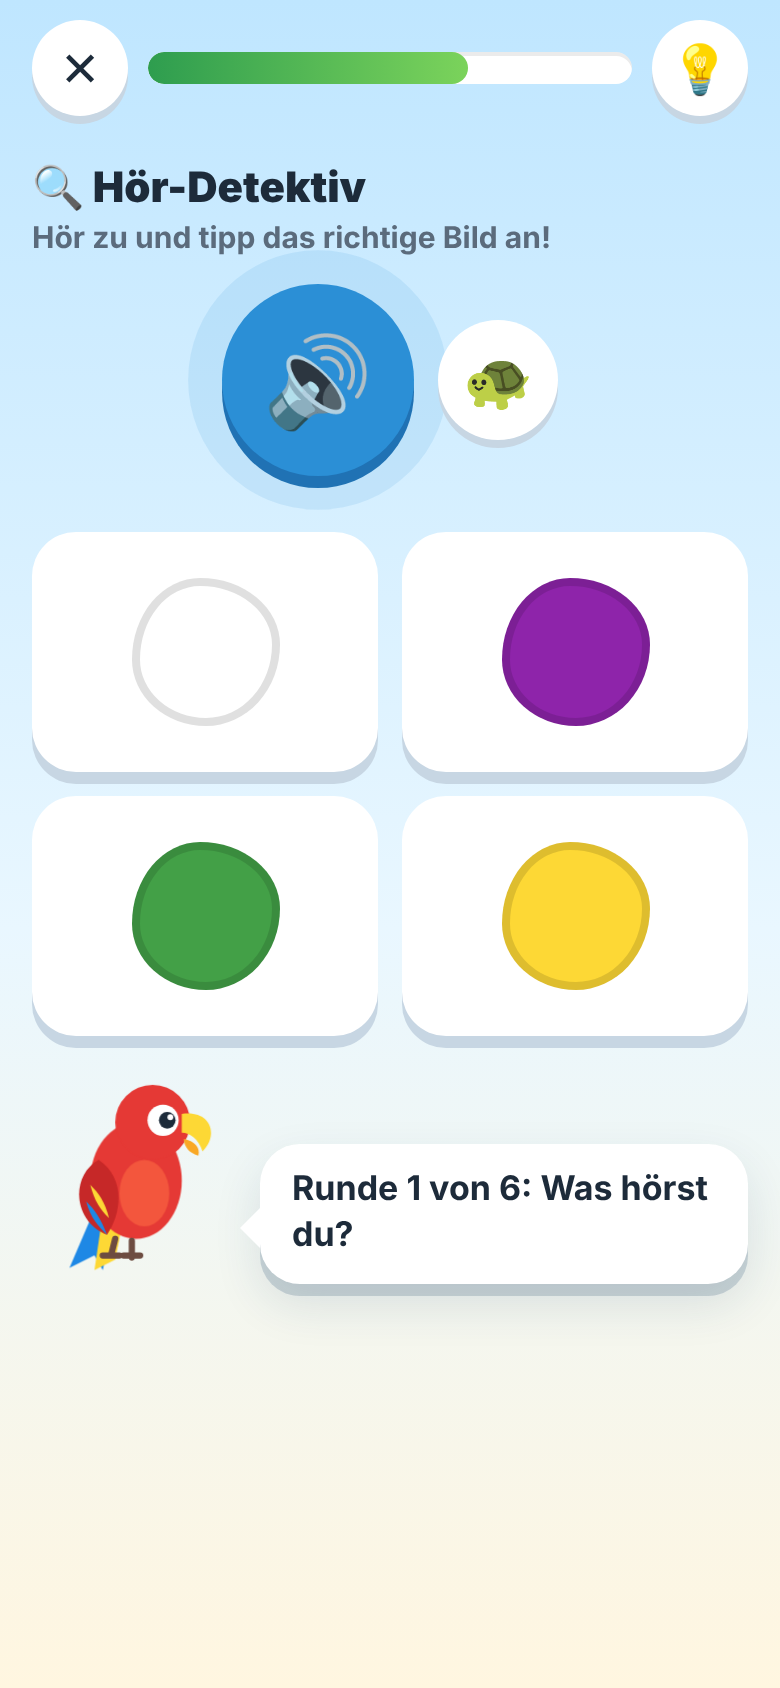 Hör-Detektiv
Hör zu und tipp das richtige Bild an!
Runde 1 von 6: Was hörst
du?